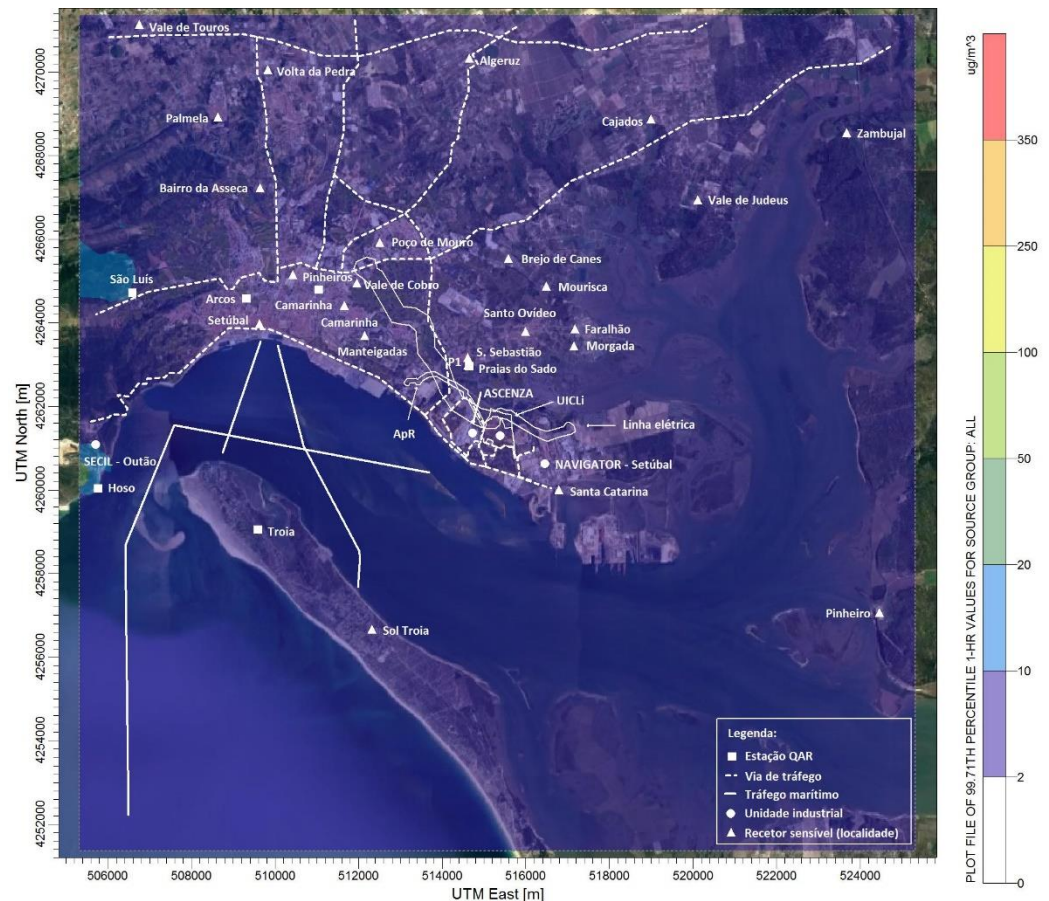 Vale de Touros
Volta da Pedra
Algeruz
Palmela
Cajados
Zambujal
Bairro da Asseca
Vale de Judeus
Poço de Mouro
Brejo de Canes
São Luís
Pinheiros
Vale de Cobro
Mourisca
Arcos
Camarinha
Setúbal
Camarinha
Santo Ovídeo
Faralhão
Manteigadas
Morgada
S. Sebastião
P1
Praias do Sado
ASCENZA
UICLi
ApR
Linha elétrica
SECIL - Outão
NAVIGATOR - Setúbal
Hoso
Santa Catarina
Troia
Pinheiro
Sol Troia
Legenda:
Estação QAR
Via de tráfego
Tráfego marítimo
Unidade industrial
Recetor sensível (localidade)
UTM North [m]
4270000
4268000
4266000
4264000
4262000
4260000
4258000
4256000
4254000
4252000
506000 508000 510000 512000 514000 516000 518000 520000 522000 524000
UTM East [m]
PLOT FILE OF 99.71TH PERCENTILE 1-HR VALUES FOR SOURCE GROUP: ALL
ug/m^3
350
250
100
50
20
10
2
0